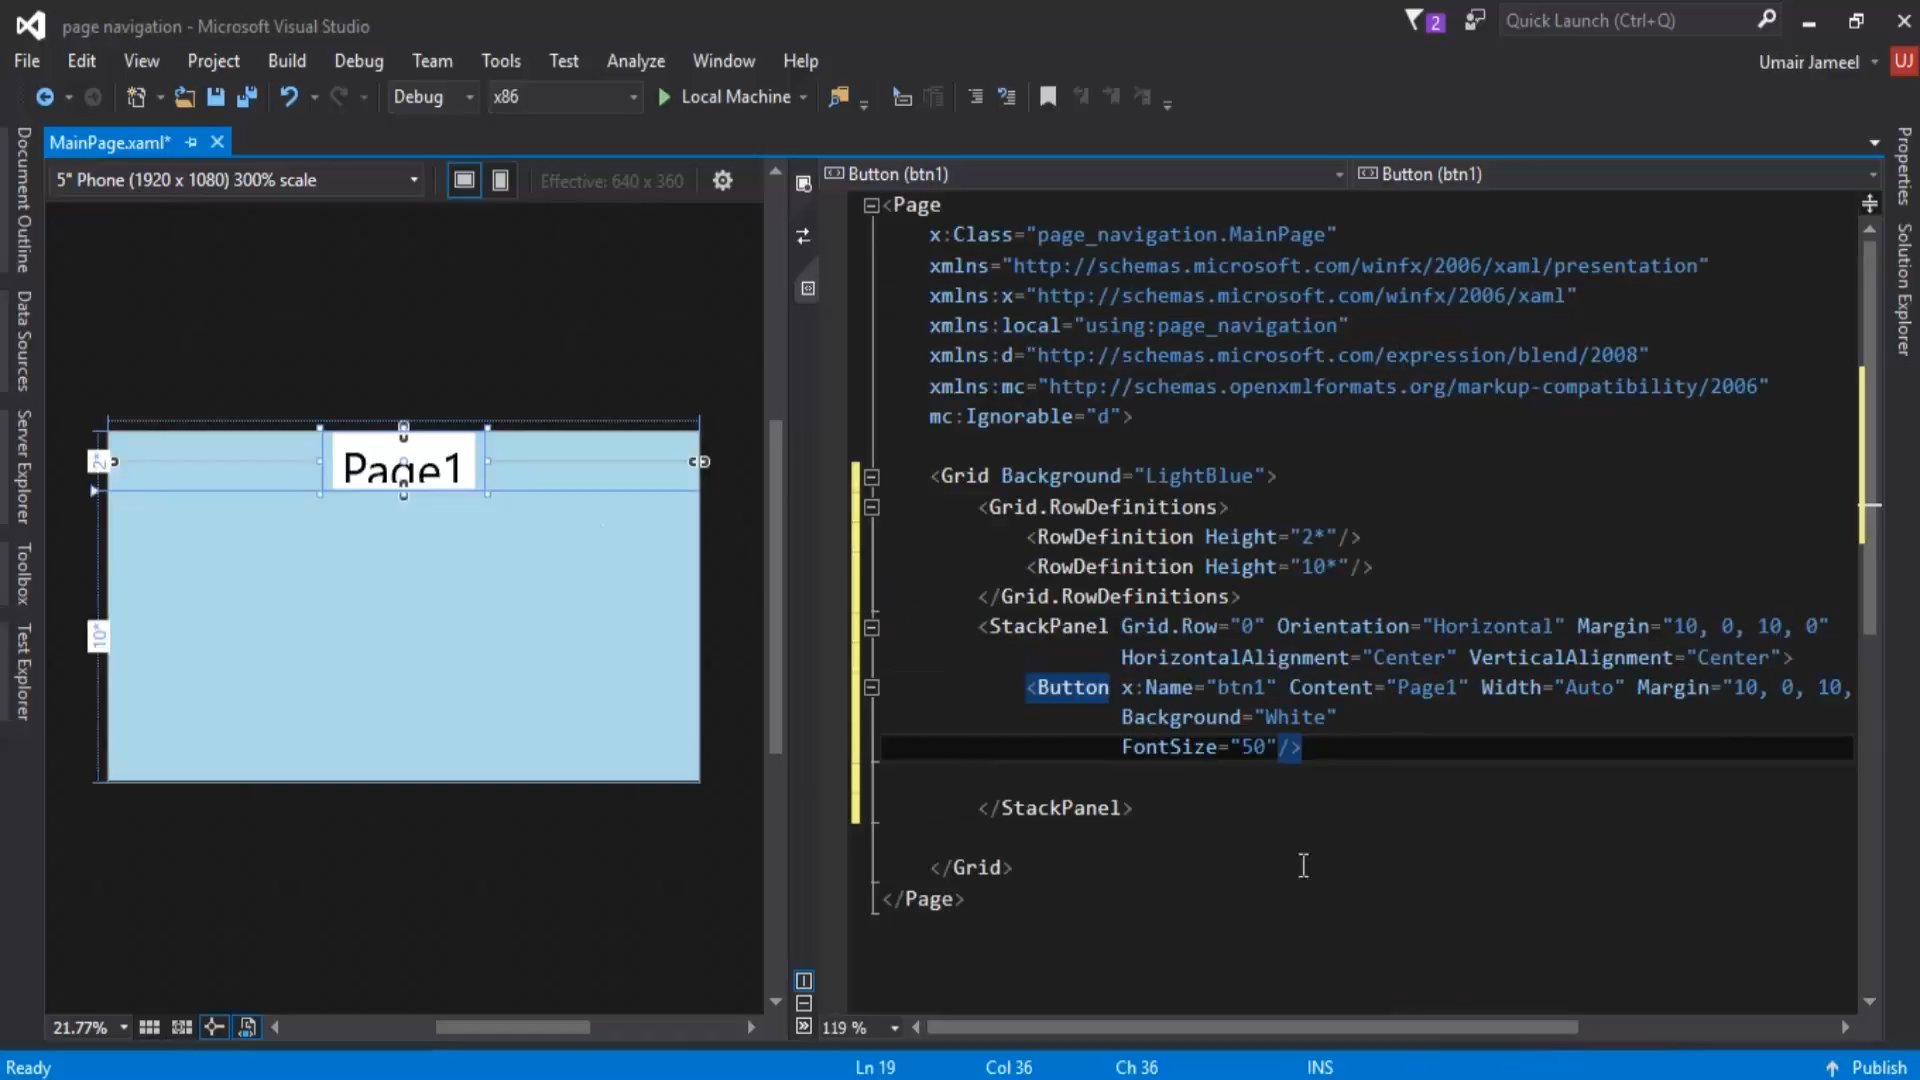 page navigation - Microsoft Visual Studio
2
Quick Launch (Ctrl+Q)
File Edit View Project Build Debug Team Tools Test Analyze Window Help
Umair Jameel
UJ
Debug
x86
Local Machine
MainPage.xaml*
5" Phone (1920 x 1080) 300% scale
Effective: 640 x 360
Document Outline
Data Sources
Server Explorer
Toolbox
Test Explorer
2*
Page1
10*
21.77%
Button (btn1)
Button (btn1)
<Page
x:Class="page_navigation.MainPage"
xmlns="http://schemas.microsoft.com/winfx/2006/xaml/presentation"
xmlns:x="http://schemas.microsoft.com/winfx/2006/xaml"
xmlns:local="using:page_navigation"
xmlns:d="http://schemas.microsoft.com/expression/blend/2008"
xmlns:mc="http://schemas.openxmlformats.org/markup-compatibility/2006"
mc:Ignorable="d">
<Grid Background="LightBlue">
<Grid.RowDefinitions>
<RowDefinition Height="2*"/>
<RowDefinition Height="10*"/>
</Grid.RowDefinitions>
<StackPanel Grid.Row="0" Orientation="Horizontal" Margin="10, 0, 10, 0"
HorizontalAlignment="Center" VerticalAlignment="Center">
<Button x:Name="btn1" Content="Page1" Width="Auto" Margin="10, 0, 10,
Background="White"
FontSize="50"/>
</StackPanel>
</Grid>
</Page>
119 %
Properties
Solution Explorer
Ready
Ln 19
Col 36
Ch 36
INS
Publish